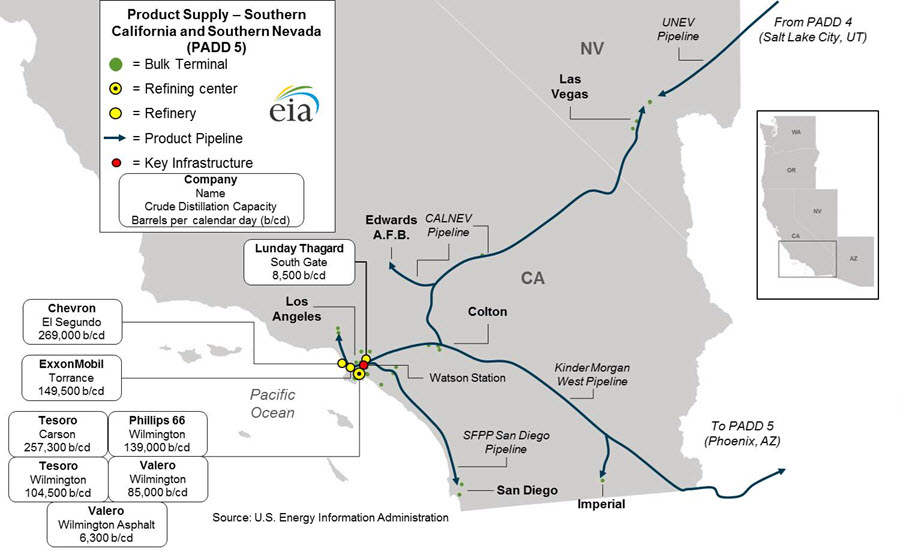 Product Supply – Southern
California and Southern Nevada
(PADD 5)
= Bulk Terminal
= Refining center
= Refinery
= Product Pipeline
= Key Infrastructure
Company
Name
Crude Distillation Capacity
Barrels per calendar day (b/cd)
eia
UNEV
Pipeline
From PADD 4
(Salt Lake City, UT)
NV
Las
Vegas
WA
OR
NV
CA
AZ
Edwards
A.F.B.
CALNEV
Pipeline
Lunday Thagard
South Gate
8,500 b/cd
CA
Los
Angeles
Colton
Chevron
El Segundo
269,000 b/cd
ExxonMobil
Torrance
149,500 b/cd
Watson Station
Kinder Morgan
West Pipeline
Pacific
Ocean
Tesoro
Carson
257,300 b/cd
Phillips 66
Wilmington
139,000 b/cd
To PADD 5
(Phoenix, AZ)
SFPP San Diego
Pipeline
Tesoro
Wilmington
104,500 b/cd
Valero
Wilmington
85,000 b/cd
San Diego
Imperial
Valero
Wilmington Asphalt
6,300 b/cd
Source: U.S. Energy Information Administration